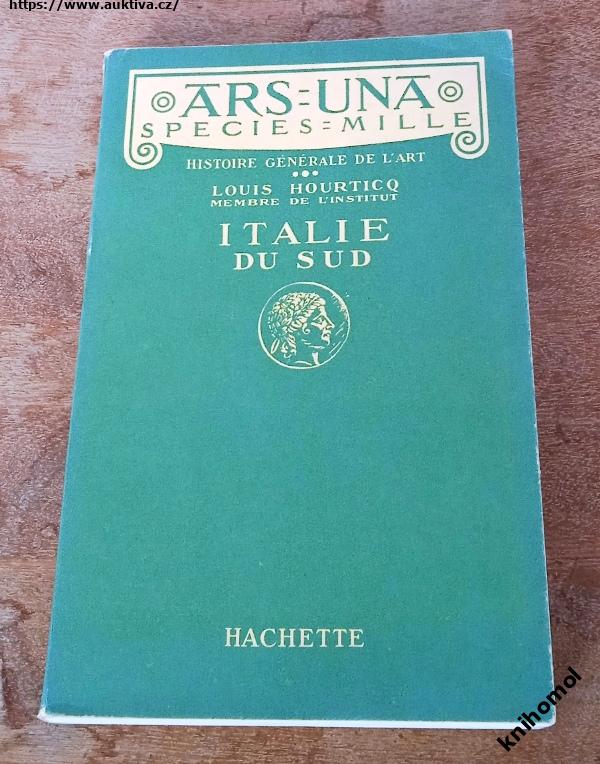 https://www.auktiva.cz/
ARS=UNA
SPECIES=MILLE
HISTOIRE GÉNÉRALE DE L'ART
LOUIS HOURTICQ
MEMBRE DE L'INSTITUT
ITALIE
DU SUD
HACHETTE
knihomol